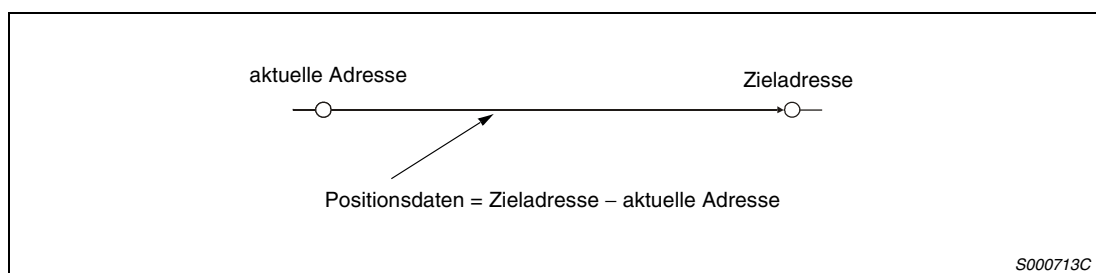 aktuelle Adresse
Zieladresse
Positionsdaten = Zieladresse – aktuelle Adresse
S000713C